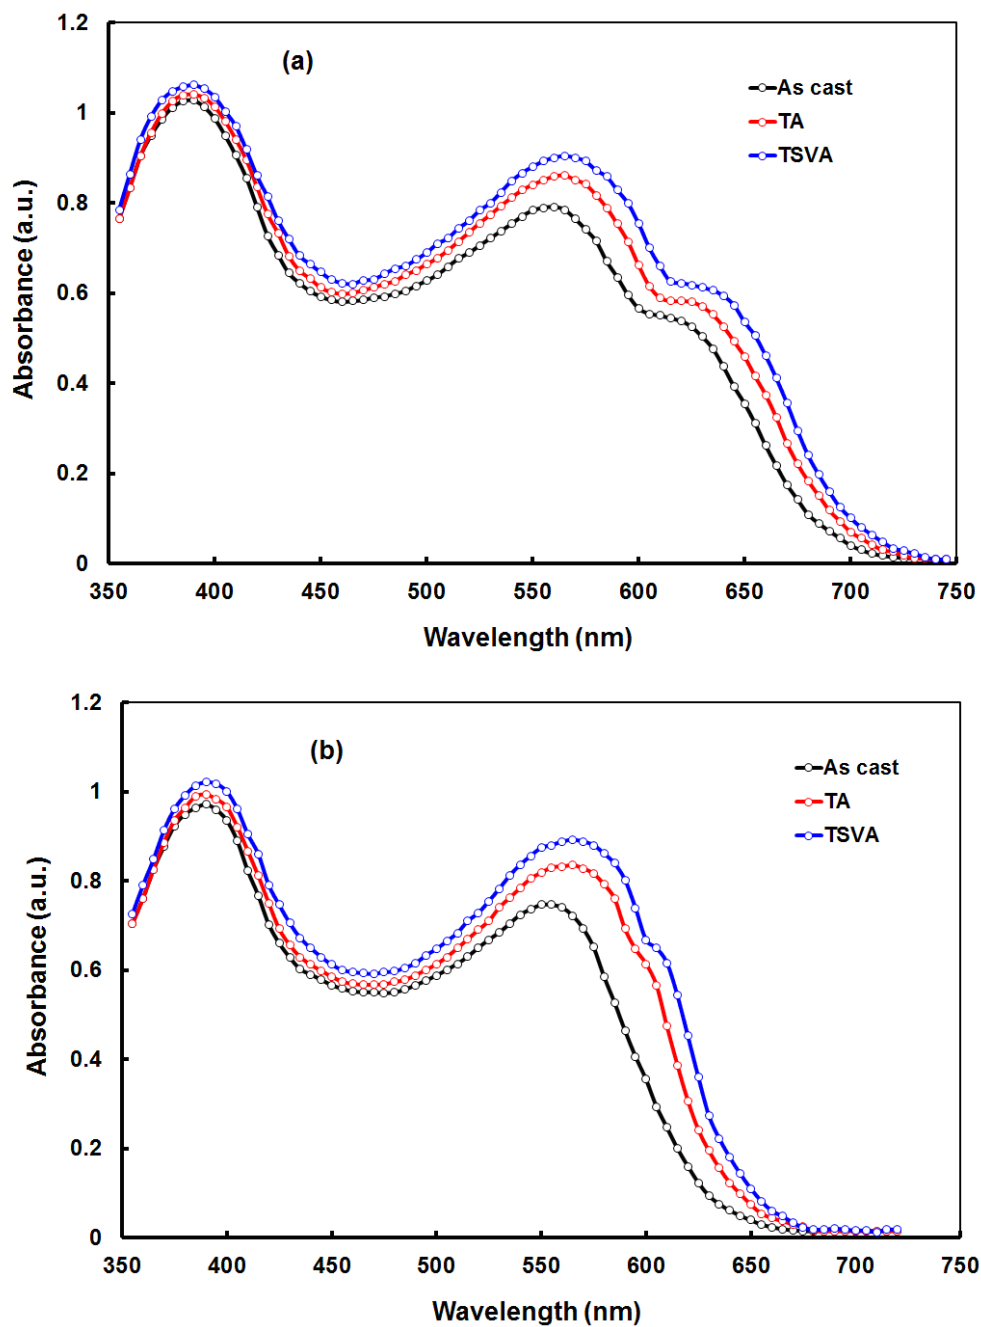 1.2
(a)
As cast
1
TA
TSVA
0.8
Absorbance (a.u.)
0.6
0.4
0.2
0
350 400 450 500 550 600 650 700 750
Wavelength (nm)
1.2
(b)
As cast
1
TA
TSVA
0.8
Absorbance (a.u.)
0.6
0.4
0.2
0
350 400 450 500 550 600 650 700 750
Wavelength (nm)